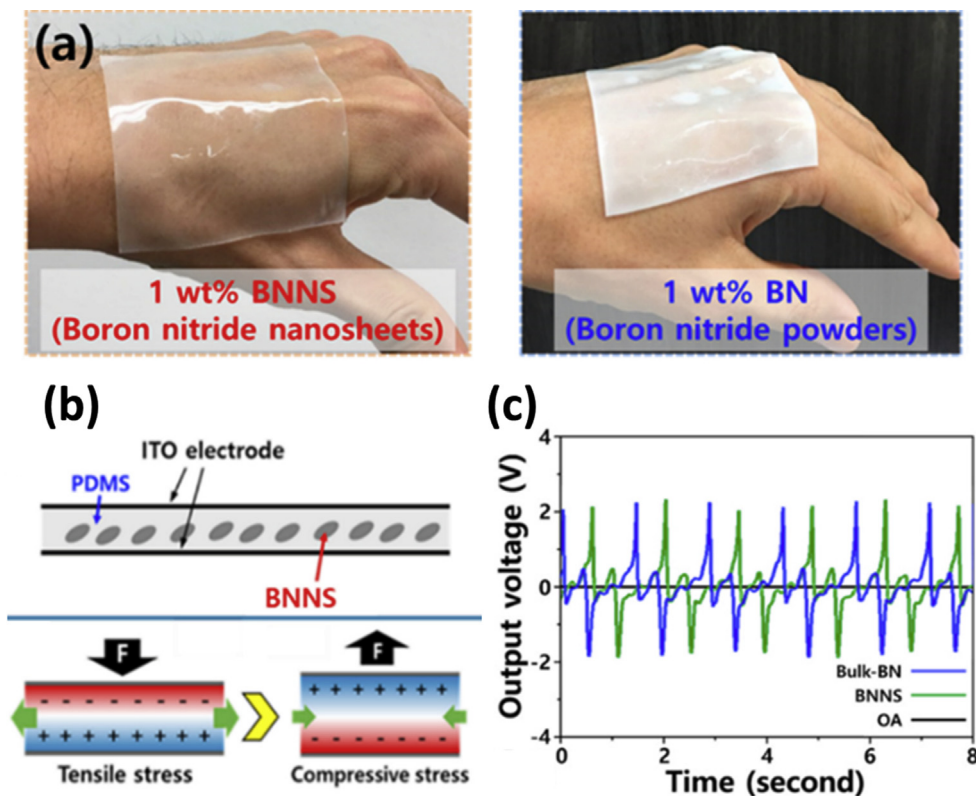 (a)
1 wt% BNNS
(Boron nitride nanosheets)
1 wt% BN
(Boron nitride powders)
(b)
ITO electrode
PDMS
BNNS
F
F
- - - - - - - -
+ + + + + + + +
+ + + + + + +
- - - - - - -
Tensile stress
Compressive stress
(c)
Output voltage (V)
4
2
0
-2
-4
Bulk-BN
BNNS
OA
0
2
4
6
8
Time (second)